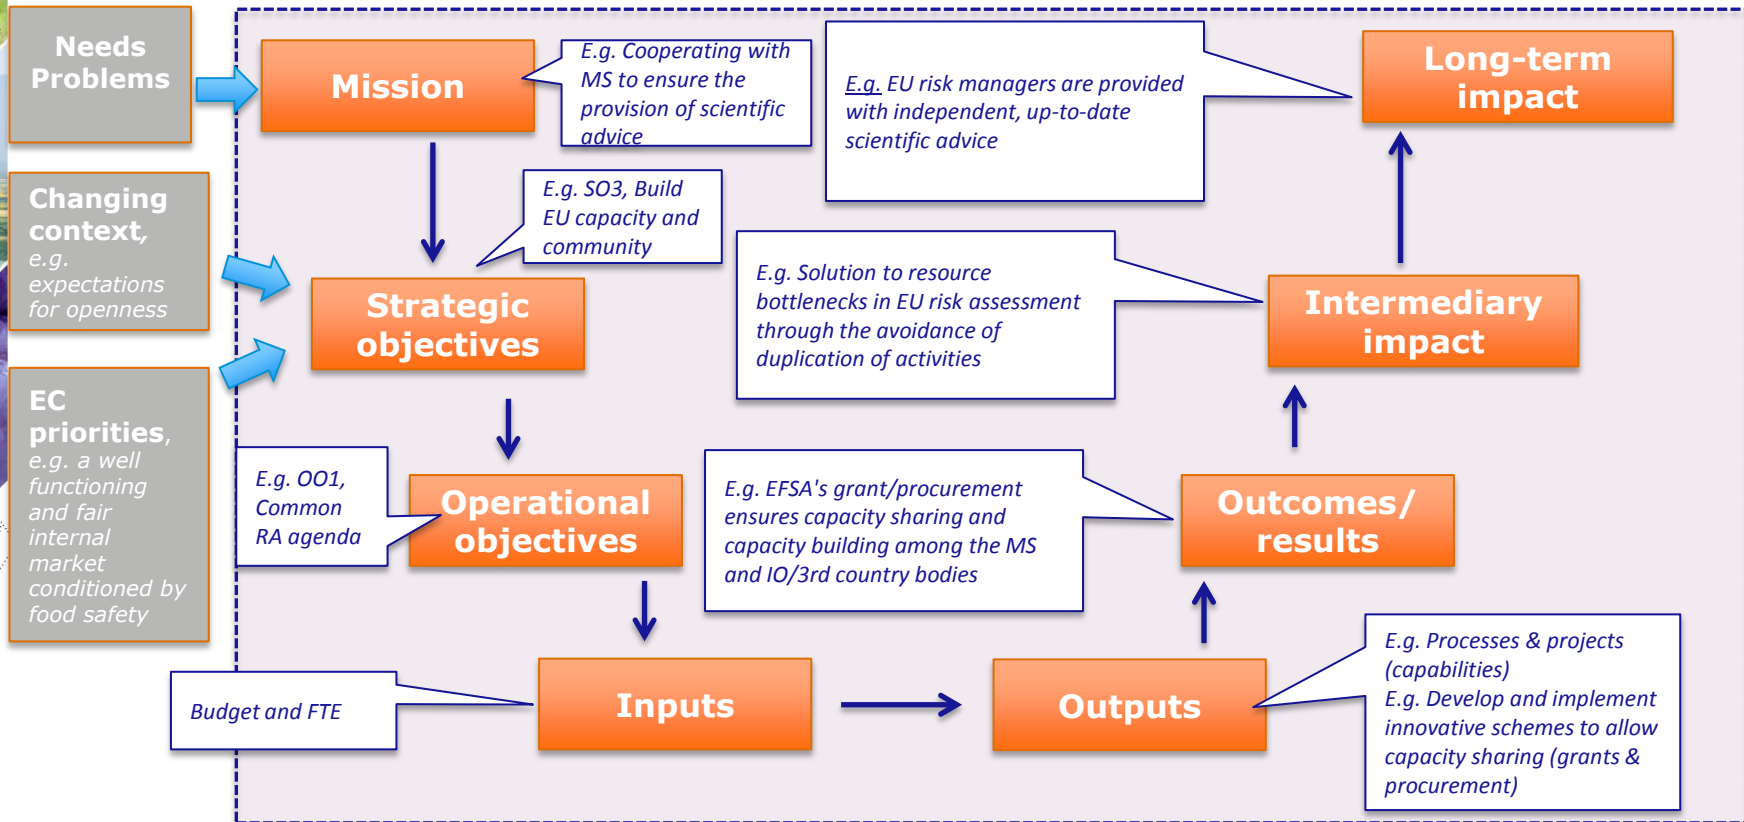 Needs
Problems
Mission
E.g. Cooperating with
MS to ensure the
provision of scientific
advice
E.g. EU risk managers are provided
with independent, up-to-date
scientific advice
Long-term
impact
Changing
context,
e.g.
expectations
for openness
E.g. SO3, Build
EU capacity and
community
Strategic
objectives
E.g. Solution to resource
bottlenecks in EU risk assessment
through the avoidance of
duplication of activities
Intermediary
impact
EC
priorities,
e.g. a well
functioning
and fair
internal
market
conditioned by
food safety
E.g. OO1,
Common
RA agenda
Operational
objectives
E.g. EFSA's grant/procurement
ensures capacity sharing and
capacity building among the MS
and IO/3rd country bodies
Outcomes/
results
Budget and FTE
Inputs
Outputs
E.g. Processes & projects
(capabilities)
E.g. Develop and implement
innovative schemes to allow
capacity sharing (grants &
procurement)